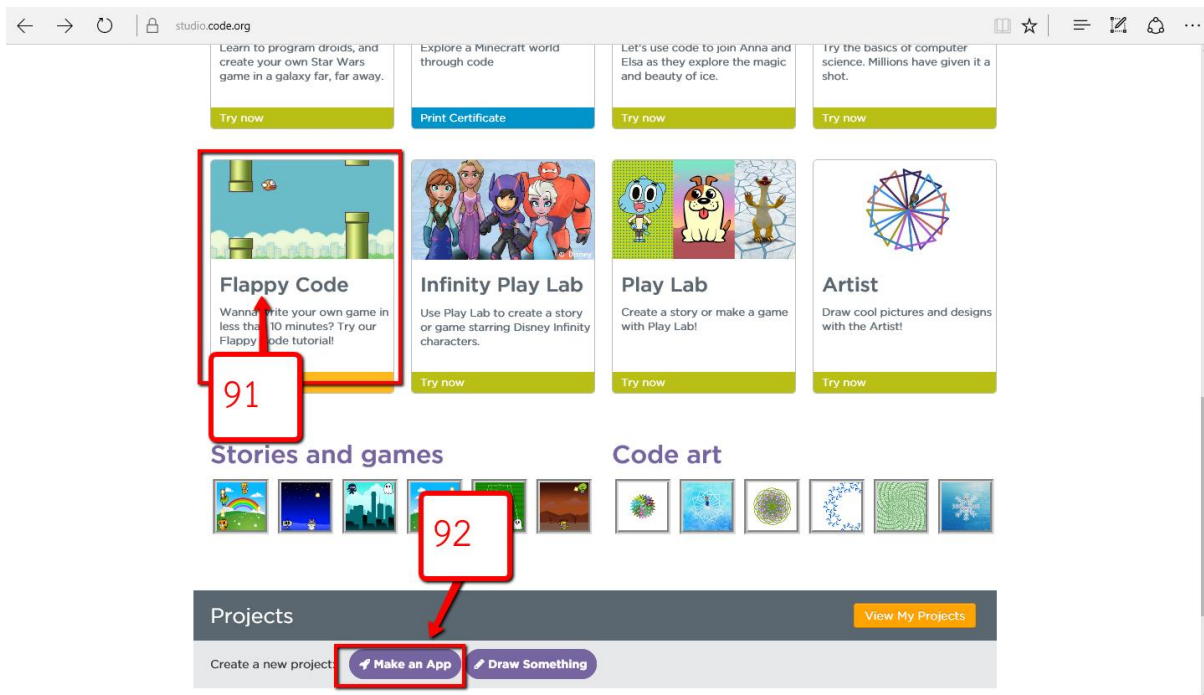 studio.code.org
Learn to program droids, and
create your own Star Wars
game in a galaxy far, far away.
Try now
Explore a Minecraft world
through code
Print Certificate
Let's use code to join Anna and
Elsa as they explore the magic
and beauty of ice.
Try now
Try the basics of computer
science. Millions have given it a
shot.
Try now
Flappy Code
Wanna write your own game in
less than 10 minutes? Try our
Flappy Code tutorial!
91
© Disney
Infinity Play Lab
Use Play Lab to create a story
or game starring Disney Infinity
characters.
Try now
Play Lab
Create a story or make a game
with Play Lab!
Try now
Artist
Draw cool pictures and designs
with the Artist!
Try now
Stories and games
Code art
92
Projects
View My Projects
Create a new project:
Make an App
Draw Something